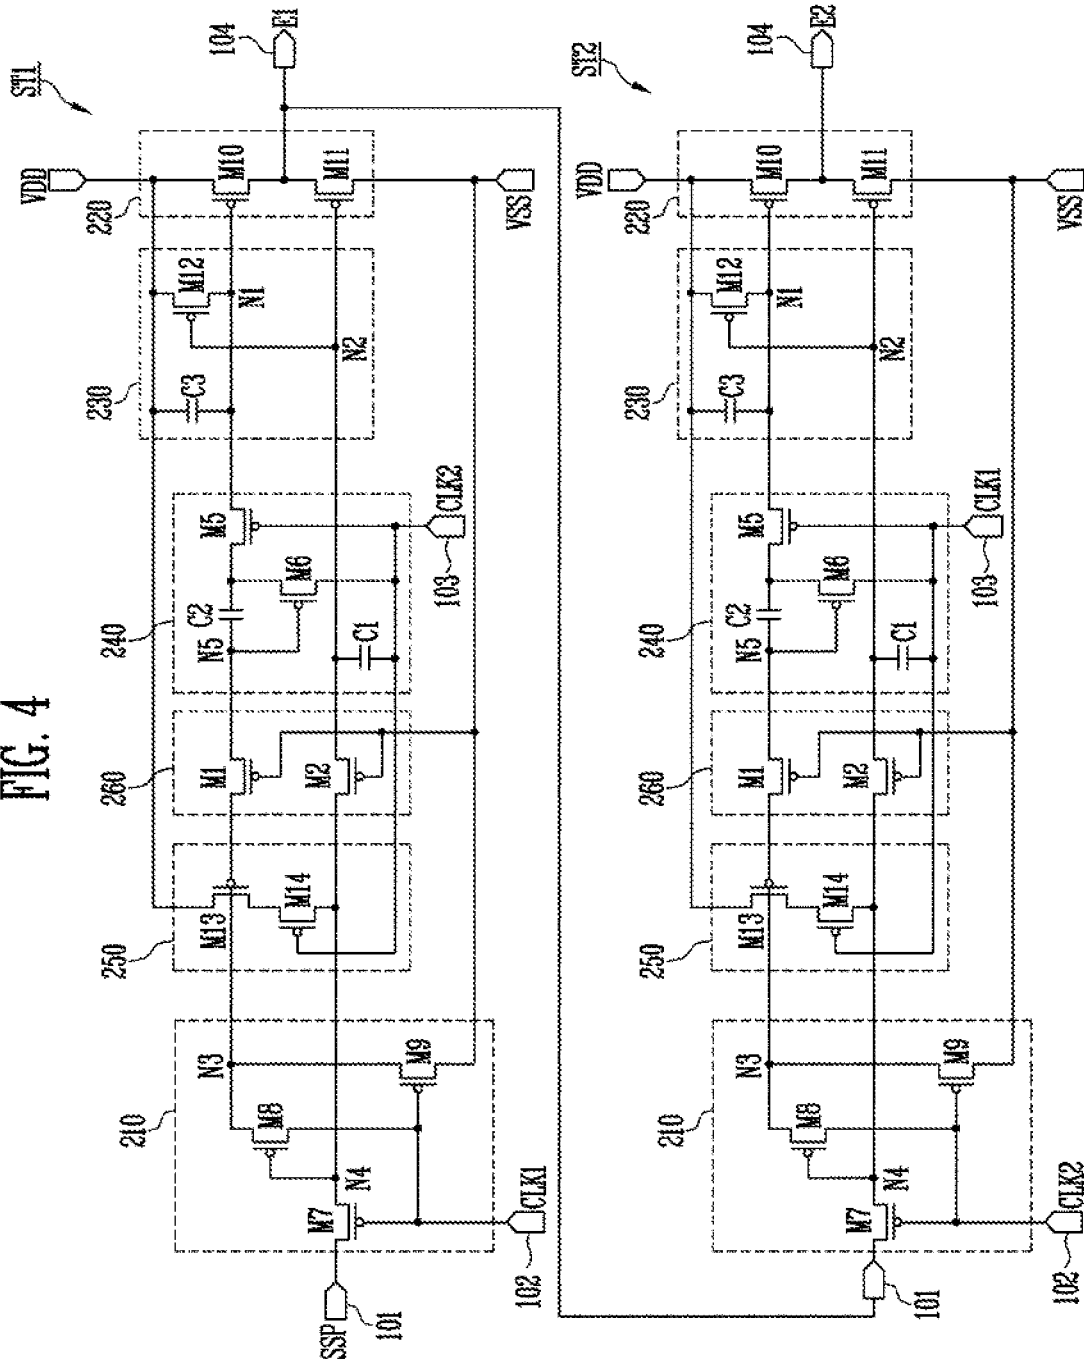 FIG. 4
ST1
SSP
101
102
CLK1
210
M7
N4
M8
N3
M9
250
M13
M14
260
M1
M2
240
N5
C2
C1
M6
M5
103
CLK2
230
C3
N2
M12
N1
220
M10
M11
VDD
VSS
104
E1
ST2
101
102
CLK2
210
M7
N4
M8
N3
M9
250
M13
M14
260
M1
M2
240
N5
C2
C1
M6
M5
103
CLK1
230
C3
N2
M12
N1
220
M10
M11
VDD
VSS
104
E2